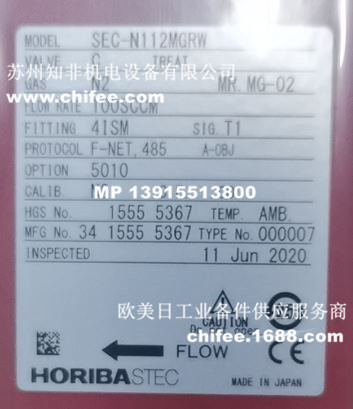 MODEL SEC-N112MGRW
VALVE C TREAT
苏州知非机电设备有限公司
GAS N2 MR. MG-02
www.chifee.com
FLOW RATE 100SCCM
FITTING 4ISM SIG. T1
PROTOCOL F-NET, 485 A-08J
OPTION 5010
CALIB.
MP 13915513800
HGS No. 1555 5367 TEMP. AMB.
MFG No. 34 1555 5367 TYPE No. 000007
INSPECTED 11 Jun 2020
欧美日工业备件供应服务商
CAUTION
chifee.1688.com
FLOW
CE
HORIBASTEC
MADE IN JAPAN